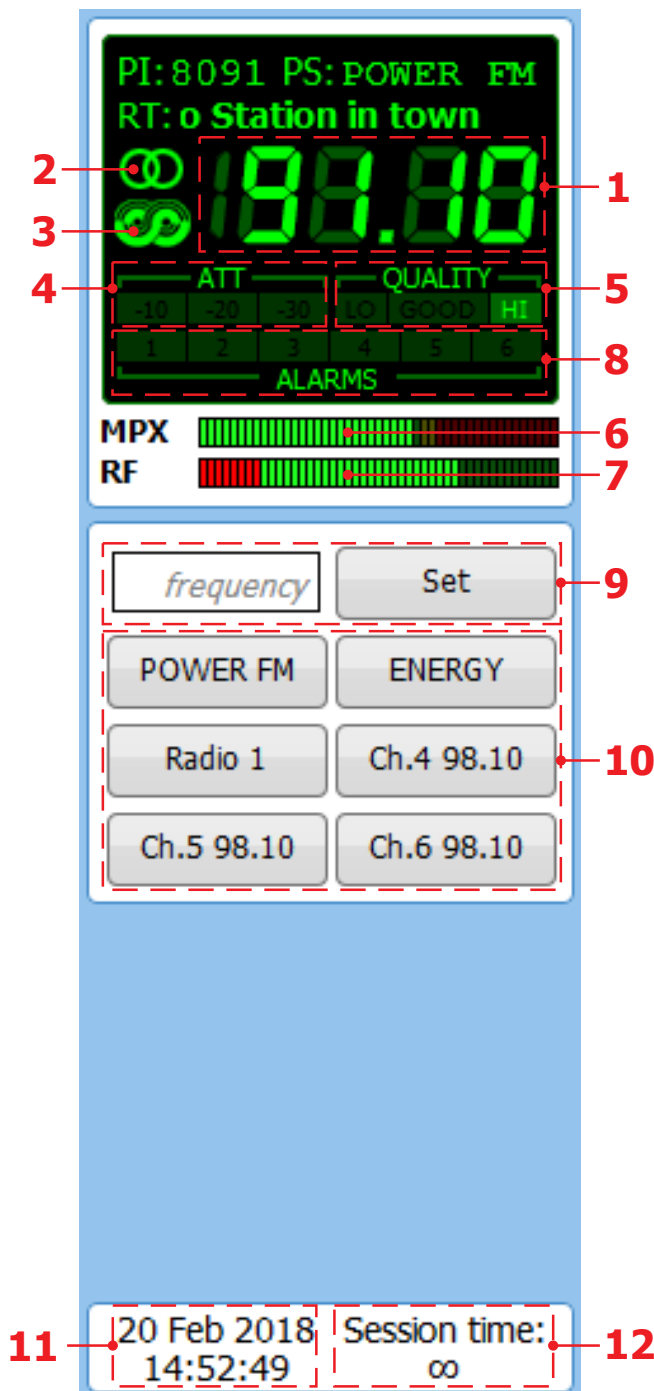 PI: 8091 PS: POWER FM
RT: o Station in town
2
91.10
1
3
4
ATT
QUALITY
5
-10 -20 -30 LO GOOD HI
1 2 3 4 5 6
8
ALARMS
MPX
6
RF
7
frequency Set
9
POWER FM ENERGY
Radio 1 Ch.4 98.10
10
Ch.5 98.10 Ch.6 98.10
11
20 Feb 2018
14:52:49
Session time:
∞
12